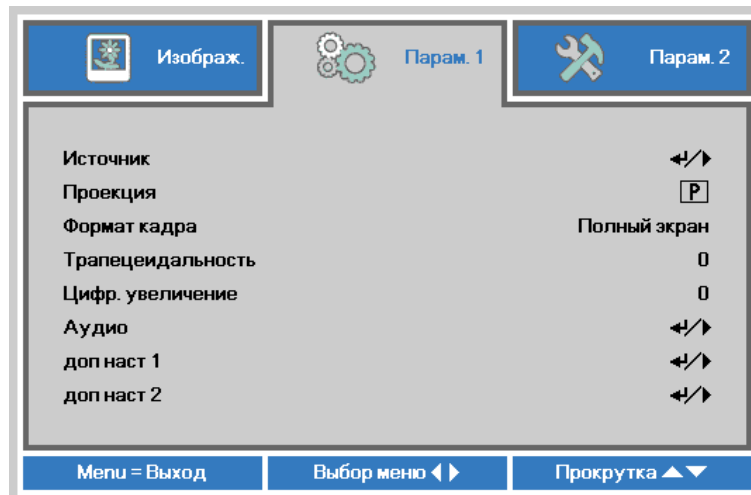 Изображ. Парам. 1 Парам. 2
Источник ↵/▶
Проекция P
Формат кадра Полный экран
Трапецеидальность 0
Цифр. увеличение 0
Аудио ↵/▶
доп наст 1 ↵/▶
доп наст 2 ↵/▶
Menu = Выход Выбор меню ◀ ▶ Прокрутка ▲▼